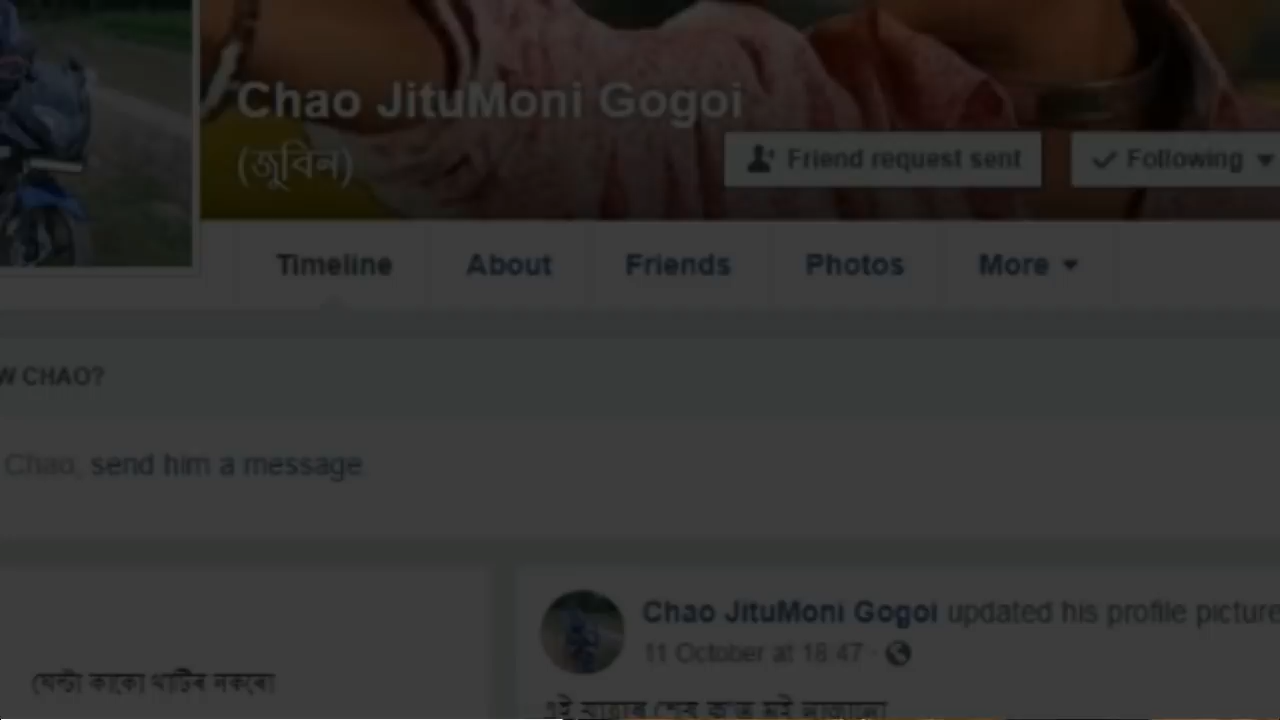 Chao JituMoni Gogoi
(জুবিন)
Friend request sent
Following
Timeline
About
Friends
Photos
More
W CHAO?
Chao, send him a message
Chao JituMoni Gogoi updated his profile picture
11 October at 18:47
নকৰো